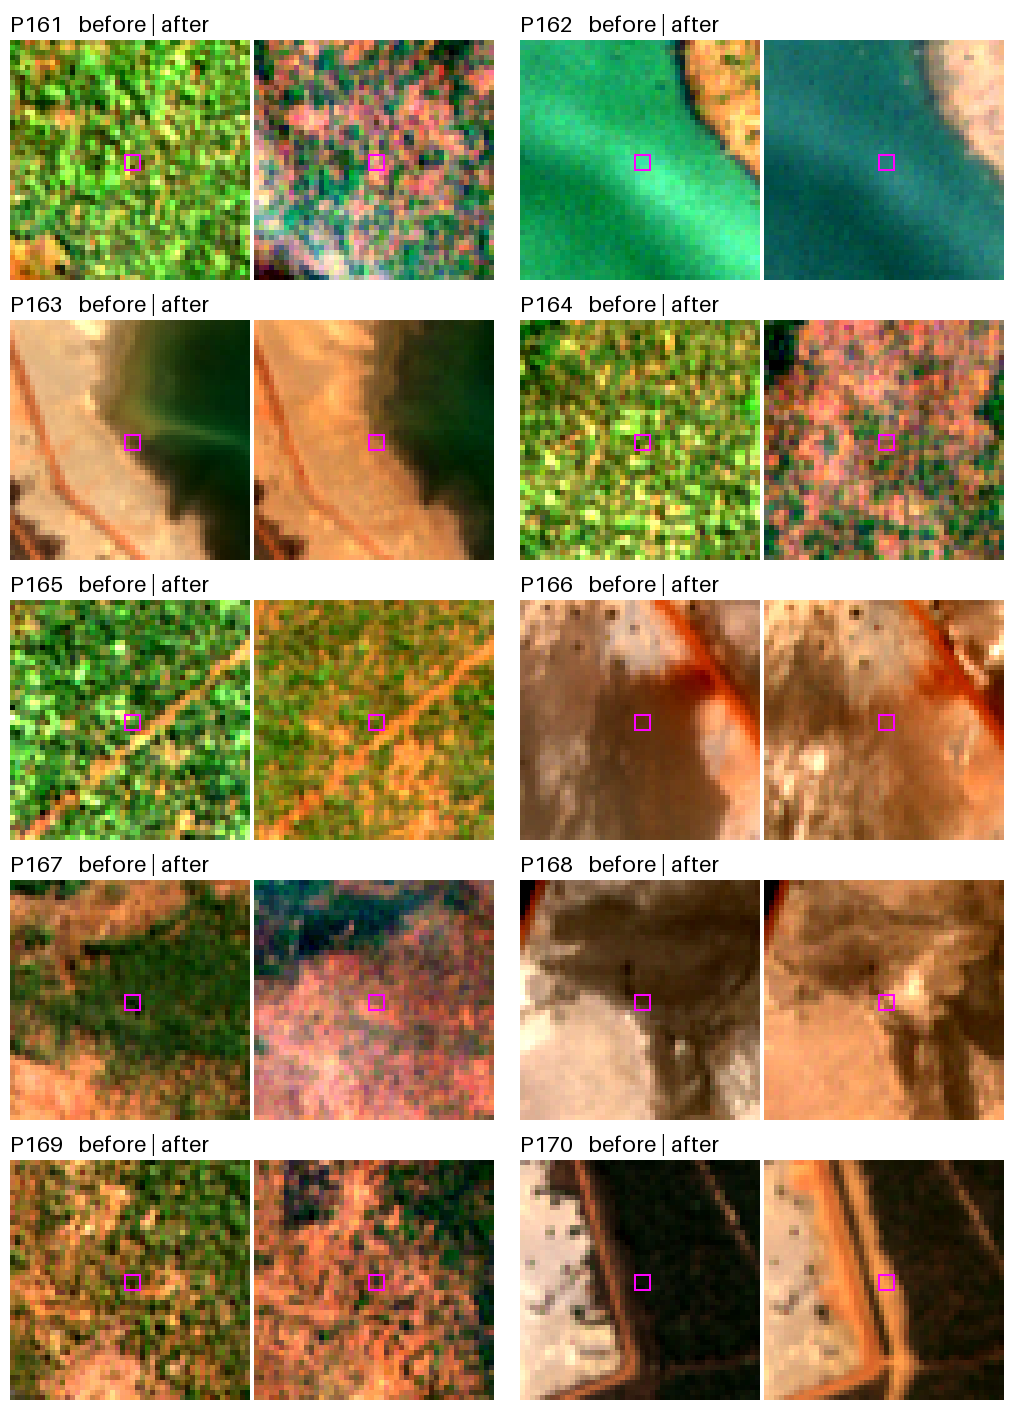 P161 before | after
P162 before | after
P163 before | after
P164 before | after
P165 before | after
P166 before | after
P167 before | after
P168 before | after
P169 before | after
P170 before | after